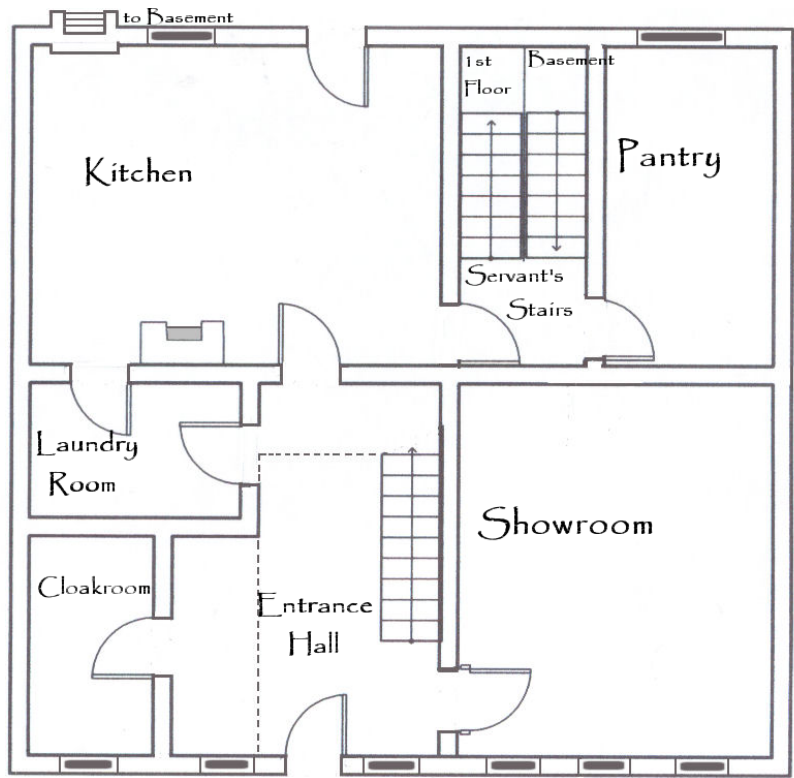 to Basement
1st Basement
Floor
Kitchen
Pantry
Servant's
Stairs
Laundry
Room
Showroom
Cloakroom
Entrance
Hall